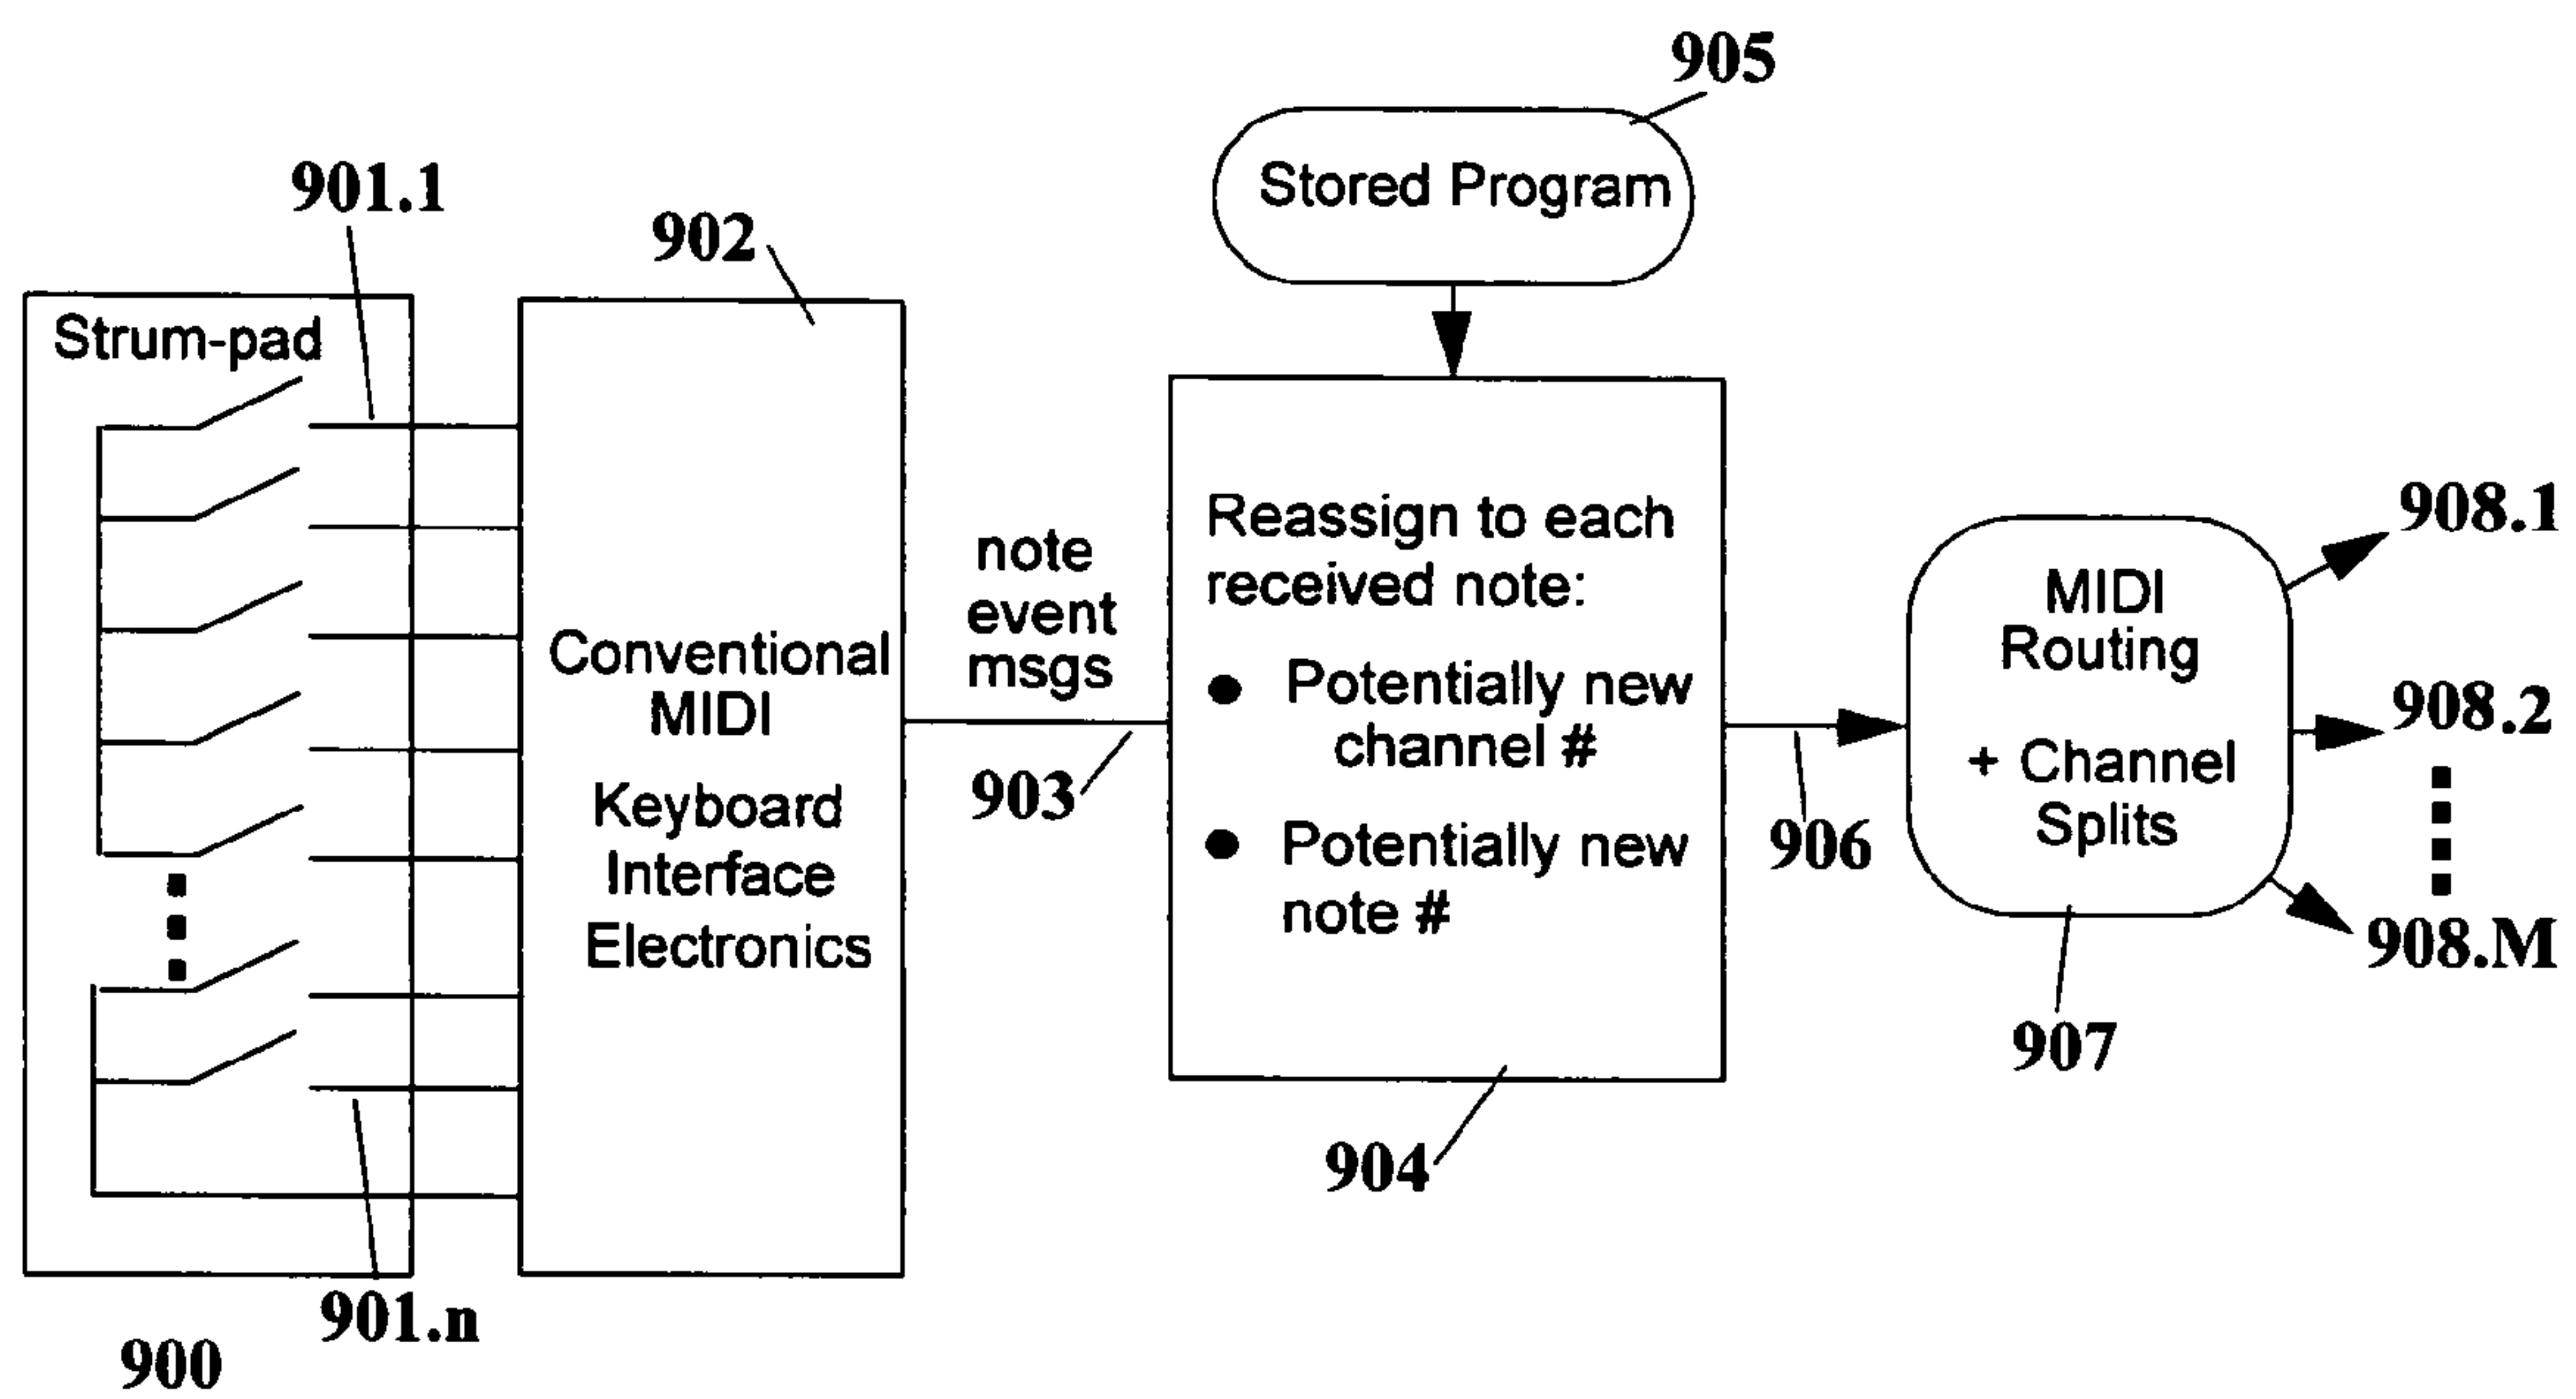 905
Stored Program
901.1
902
Strum-pad
Conventional
MIDI
Keyboard
Interface
Electronics
note
event
msgs
903
Reassign to each
received note:
● Potentially new
channel #
● Potentially new
note #
904
906
MIDI
Routing
+ Channel
Splits
907
908.1
908.2
908.M
901.n
900